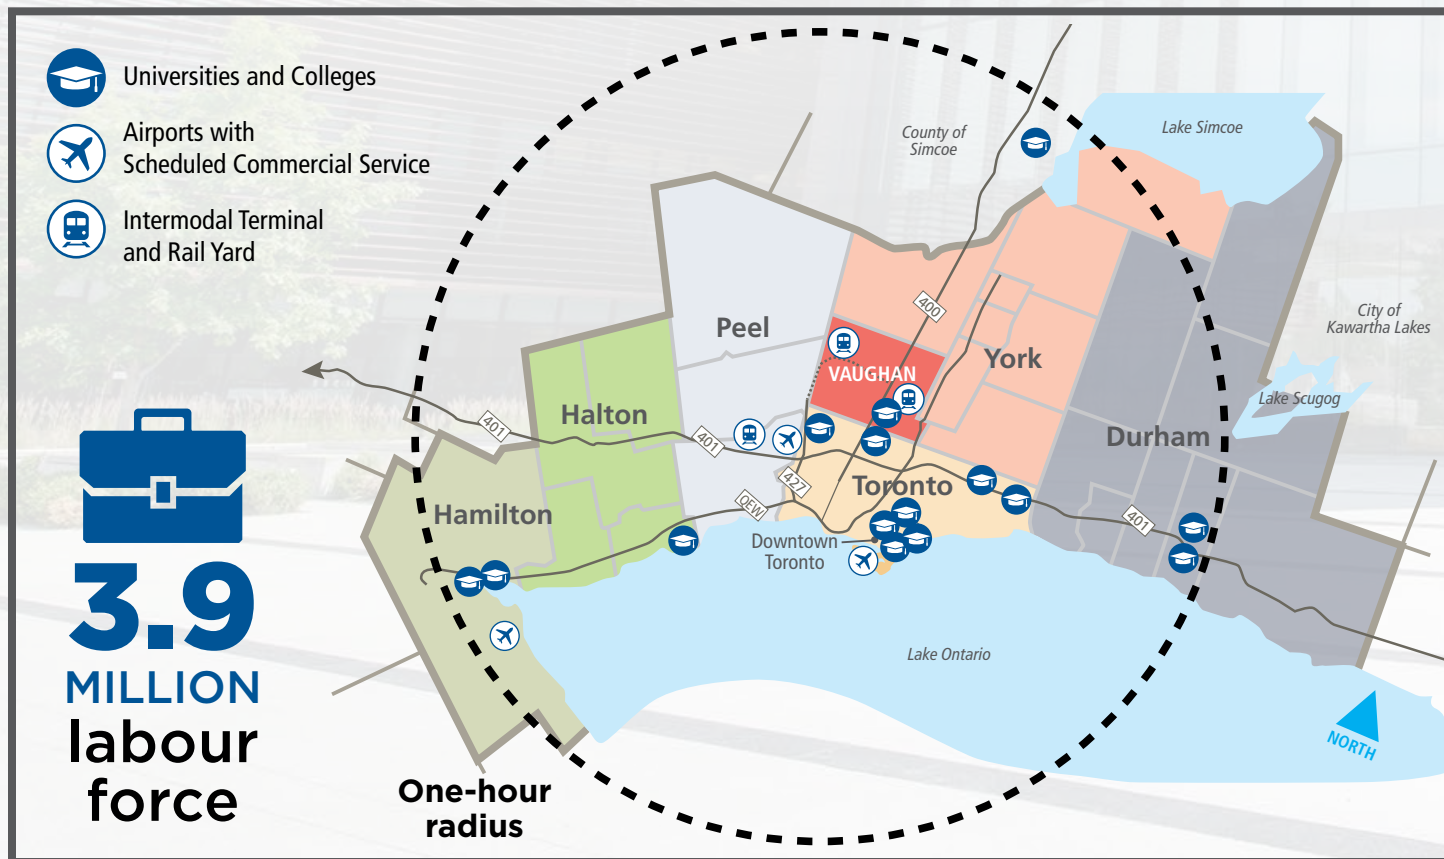 Universities and Colleges
Airports with
Scheduled Commercial Service
Intermodal Terminal
and Rail Yard
3.9
MILLION
labour
force
One-hour
radius
County of
Simcoe
Lake Simcoe
City of
Kawartha Lakes
Lake Scugog
Peel
400
York
VAUGHAN
Halton
401
401
Durham
427
Toronto
QEW
Hamilton
401
Downtown
Toronto
Lake Ontario
NORTH